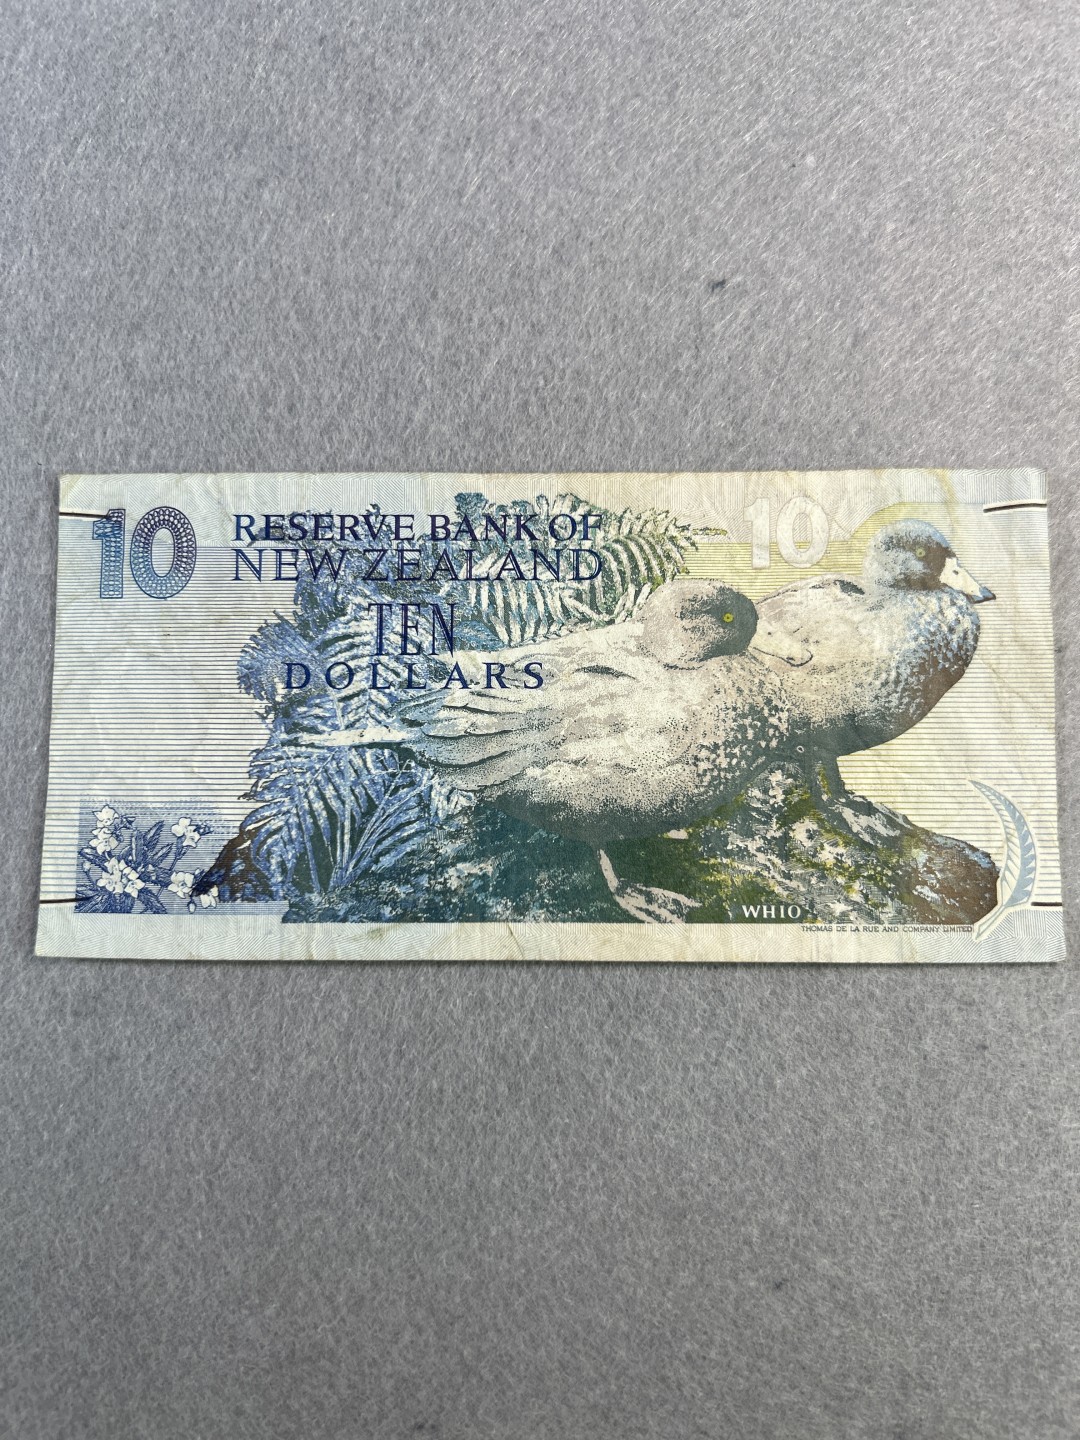 10
RESERVE BANK OF
NEW ZEALAND
TEN
DOLLARS
10
WHIO
THOMAS DE LA RUE AND COMPANY LIMITED